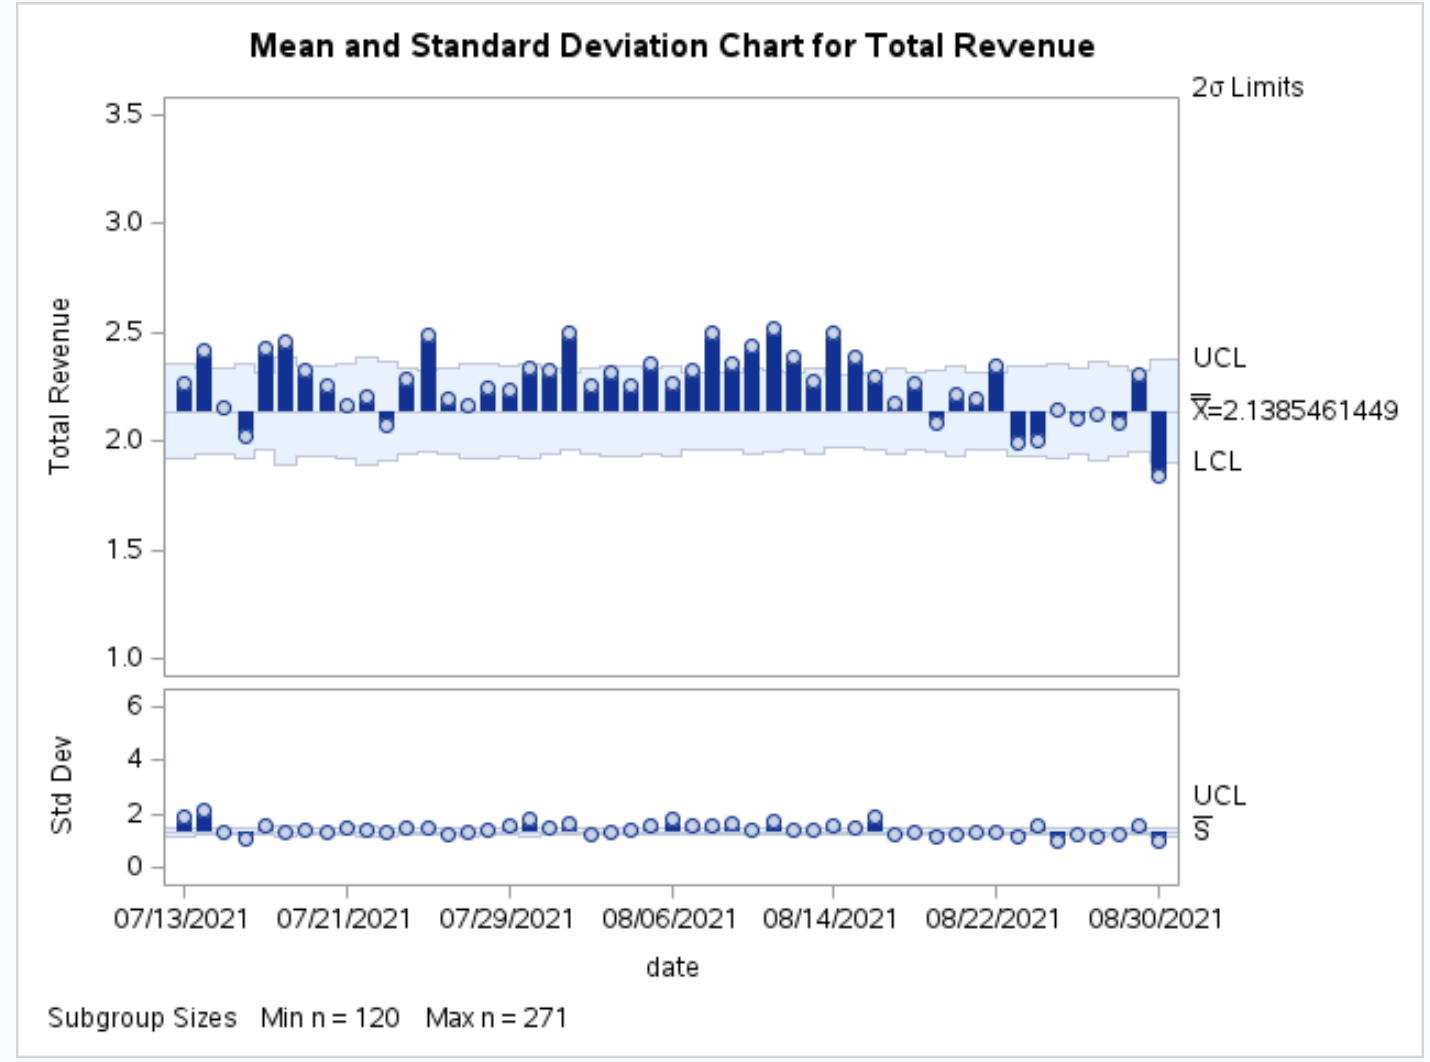 Mean and Standard Deviation Chart for Total Revenue
2σ Limits
Total Revenue
3.5
3.0
2.5
2.0
1.5
1.0
UCL
X̿=2.1385461449
LCL
Std Dev
6
4
2
0
UCL
S̅
07/13/2021 07/21/2021 07/29/2021 08/06/2021 08/14/2021 08/22/2021 08/30/2021
date
Subgroup Sizes Min n = 120 Max n = 271